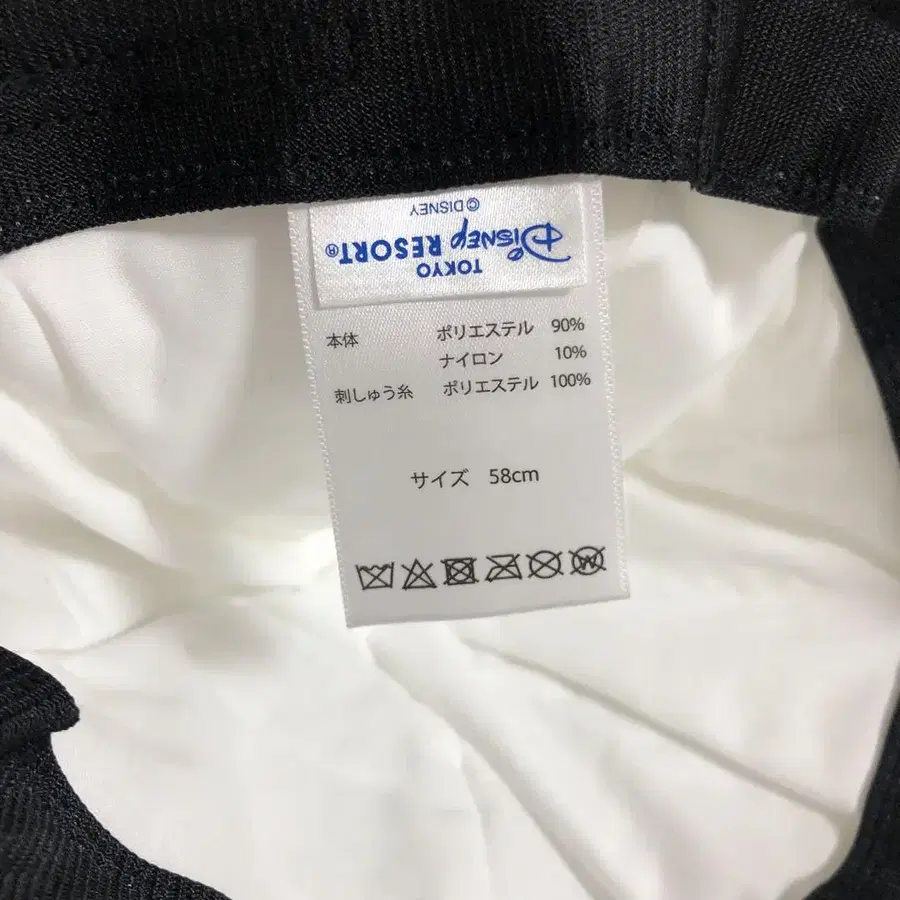 TOKYO
DISNEY RESORT®
©DISNEY
本体 ポリエステル 90%
ナイロン 10%
刺しゅう糸 ポリエステル 100%
サイズ 58cm
W